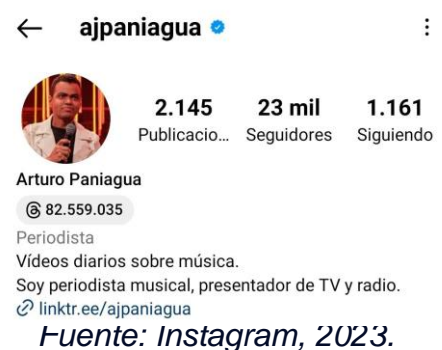 ajpaniagua
2.145 23 mil 1.161
Publicacio... Seguidores Siguiendo
Arturo Paniagua
82.559.035
Periodista
Vídeos diarios sobre música.
Soy periodista musical, presentador de TV y radio.
linktr.ee/ajpaniagua
Fuente: Instagram, 2023.